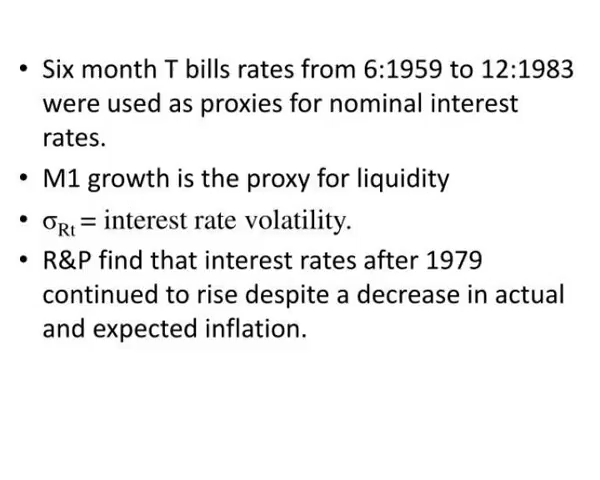 • Six month T bills rates from 6:1959 to 12:1983
were used as proxies for nominal interest
rates.
• M1 growth is the proxy for liquidity
• σRt = interest rate volatility.
• R&P find that interest rates after 1979
continued to rise despite a decrease in actual
and expected inflation.